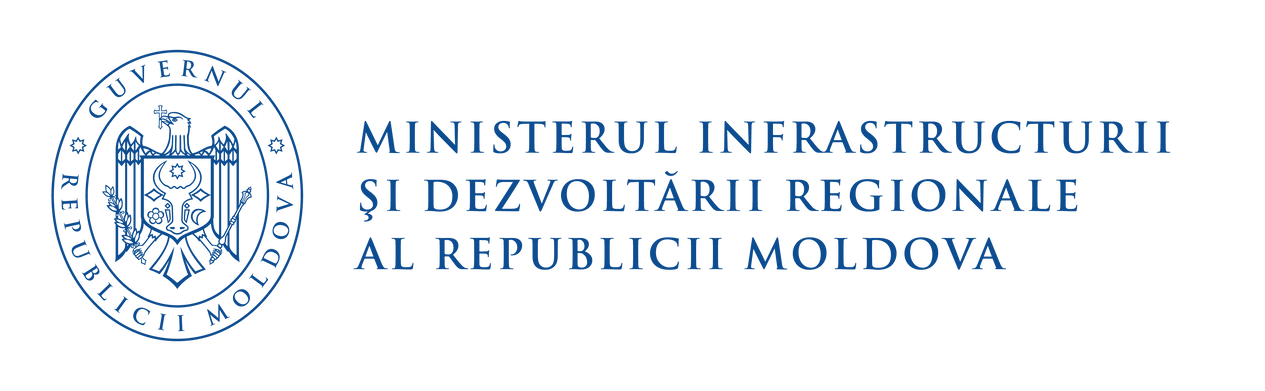 GUVERNUL
REPUBLICII MOLDOVA
MINISTERUL INFRASTRUCTURII
ŞI DEZVOLTĂRII REGIONALE
AL REPUBLICII MOLDOVA